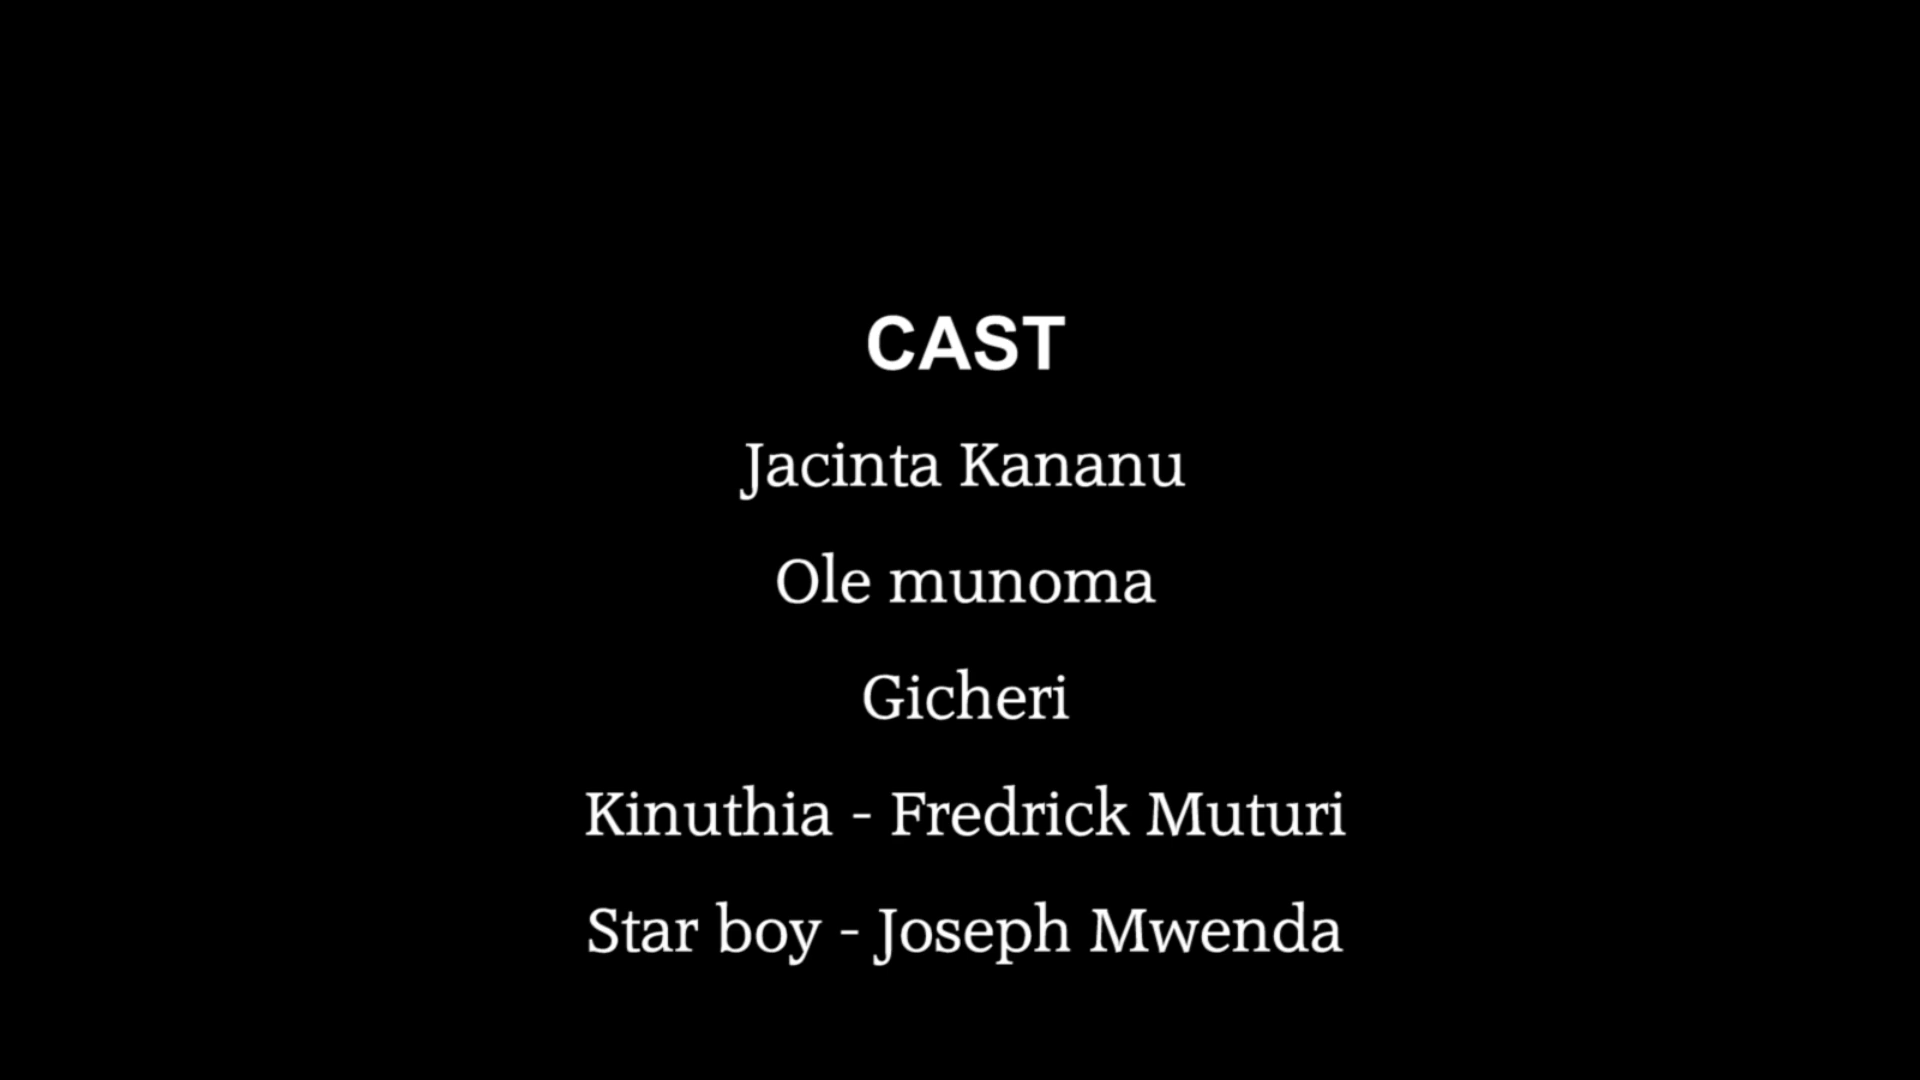 CAST
Jacinta Kananu
Ole munoma
Gicheri
Kinuthia - Fredrick Muturi
Star boy - Joseph Mwenda